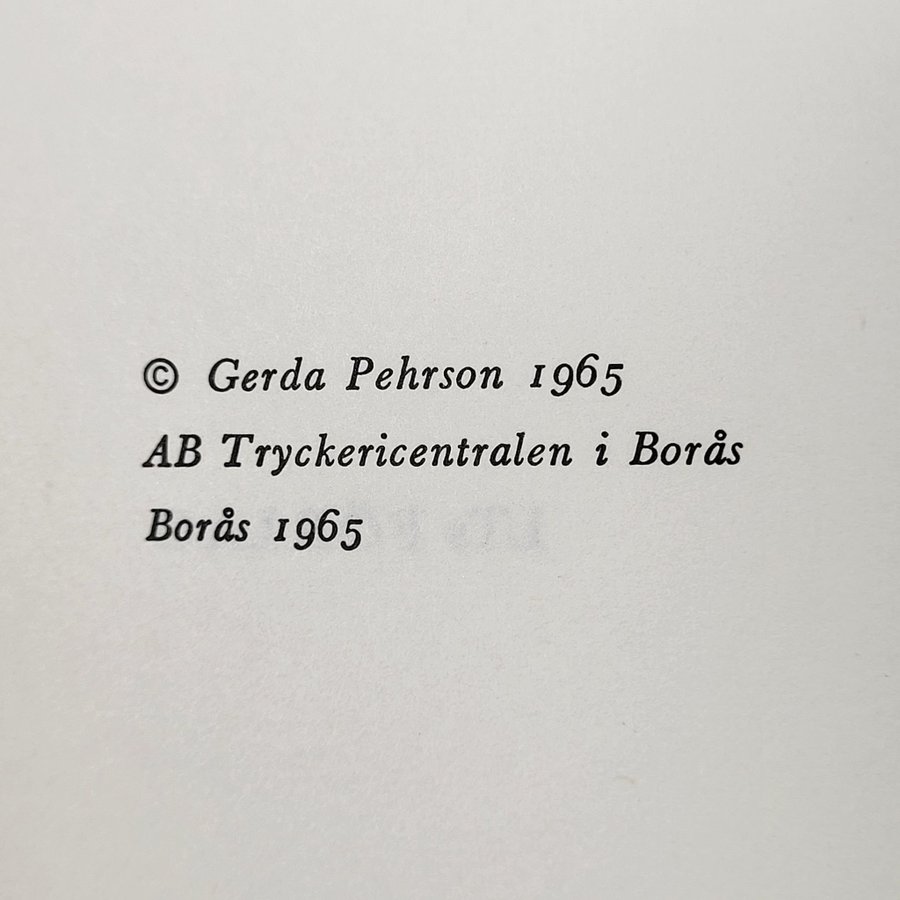 © Gerda Pehrson 1965
AB Tryckericentralen i Borås
Borås 1965